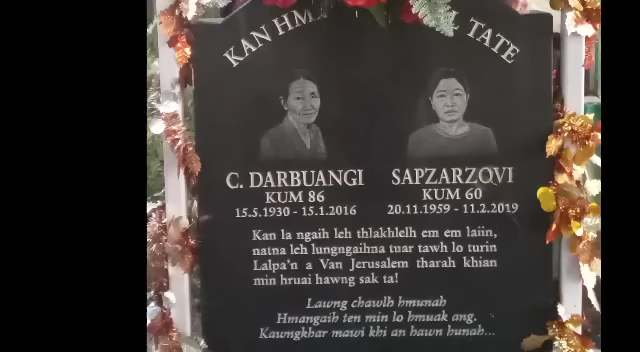 KAN HM
TATE
C. DARBUANGI
KUM 86
15.5.1930 - 15.1.2016
SAPZARZOVI
KUM 60
20.11.1959 - 11.2.2019
Kan la ngaih leh thlakhlelh em em laiin,
natna leh lungngaihna tuar tawh lo turin
Lalpa'n a Van Jerusalem tharah khian
min hruai hawng sak ta!
Lawng chawlh hmunah
Hmangaih ten min lo hmuak ang.
Kawngkhar mawi khi an hawn hunah...